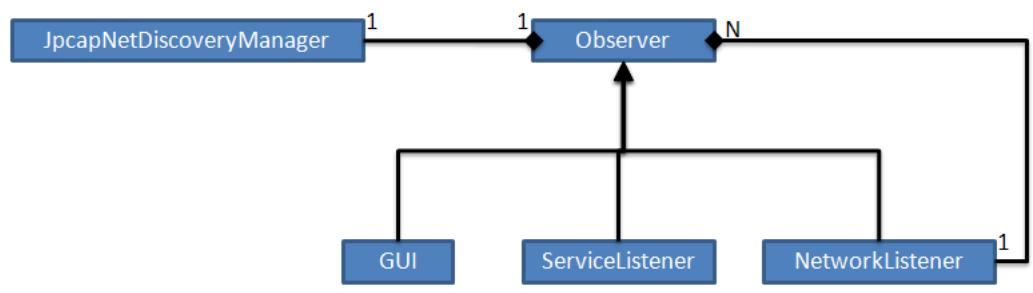 JpcapNetDiscoveryManager 1 1 Observer N
GUI ServiceListener NetworkListener 1